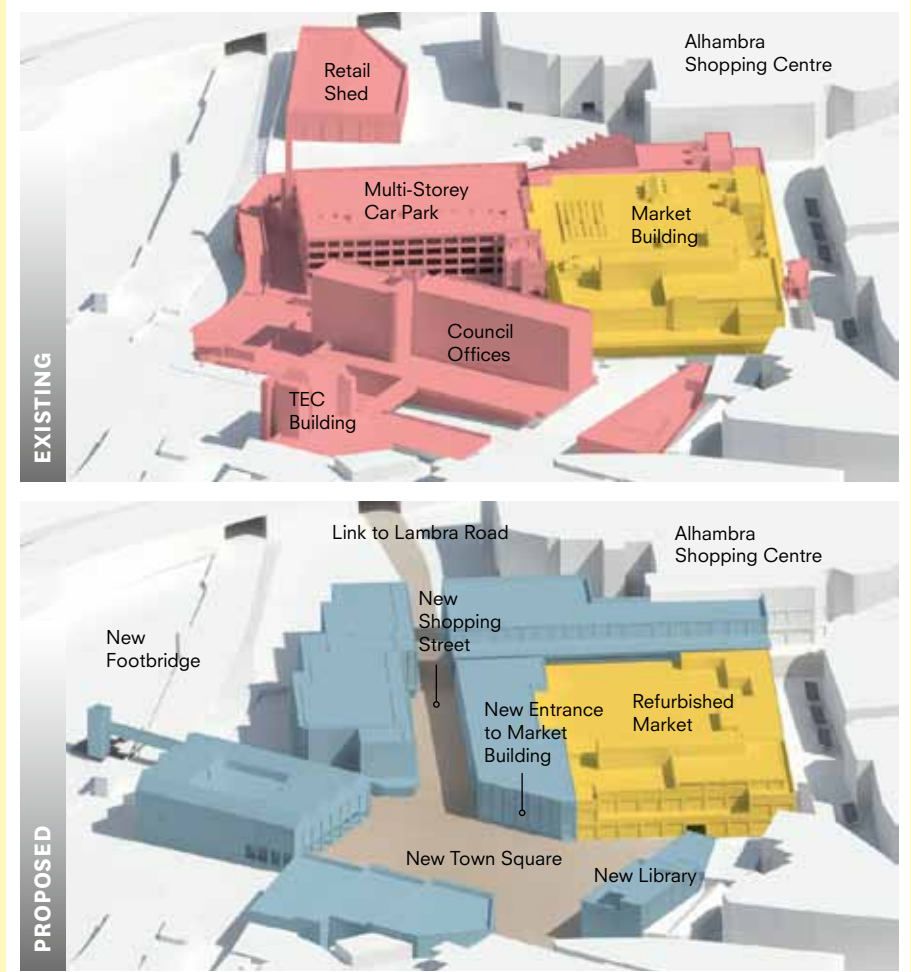 Alhambra
Shopping Centre
Retail
Shed
Multi-Storey
Car Park
Market
Building
Council
Offices
TEC
Building
EXISTING
Link to Lambra Road
Alhambra
Shopping Centre
New
Shopping
Street
New
Footbridge
New Entrance
to Market
Building
Refurbished
Market
New Town Square
New Library
PROPOSED